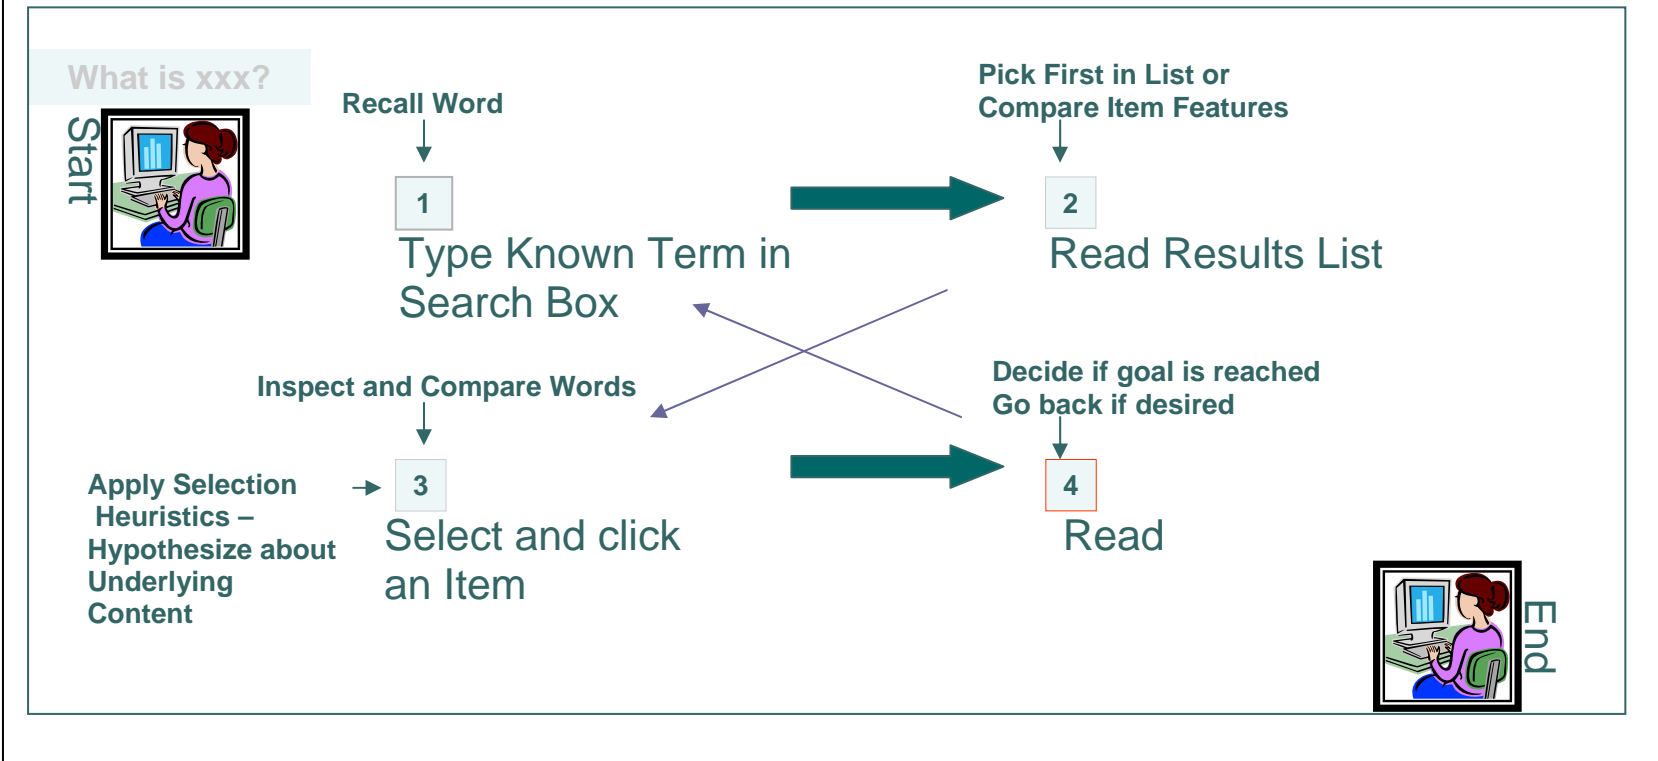 What is xxx?
Start
Recall Word
1
Type Known Term in
Search Box
Pick First in List or
Compare Item Features
2
Read Results List
Inspect and Compare Words
Apply Selection
Heuristics –
Hypothesize about
Underlying
Content
3
Select and click
an Item
Decide if goal is reached
Go back if desired
4
Read
End